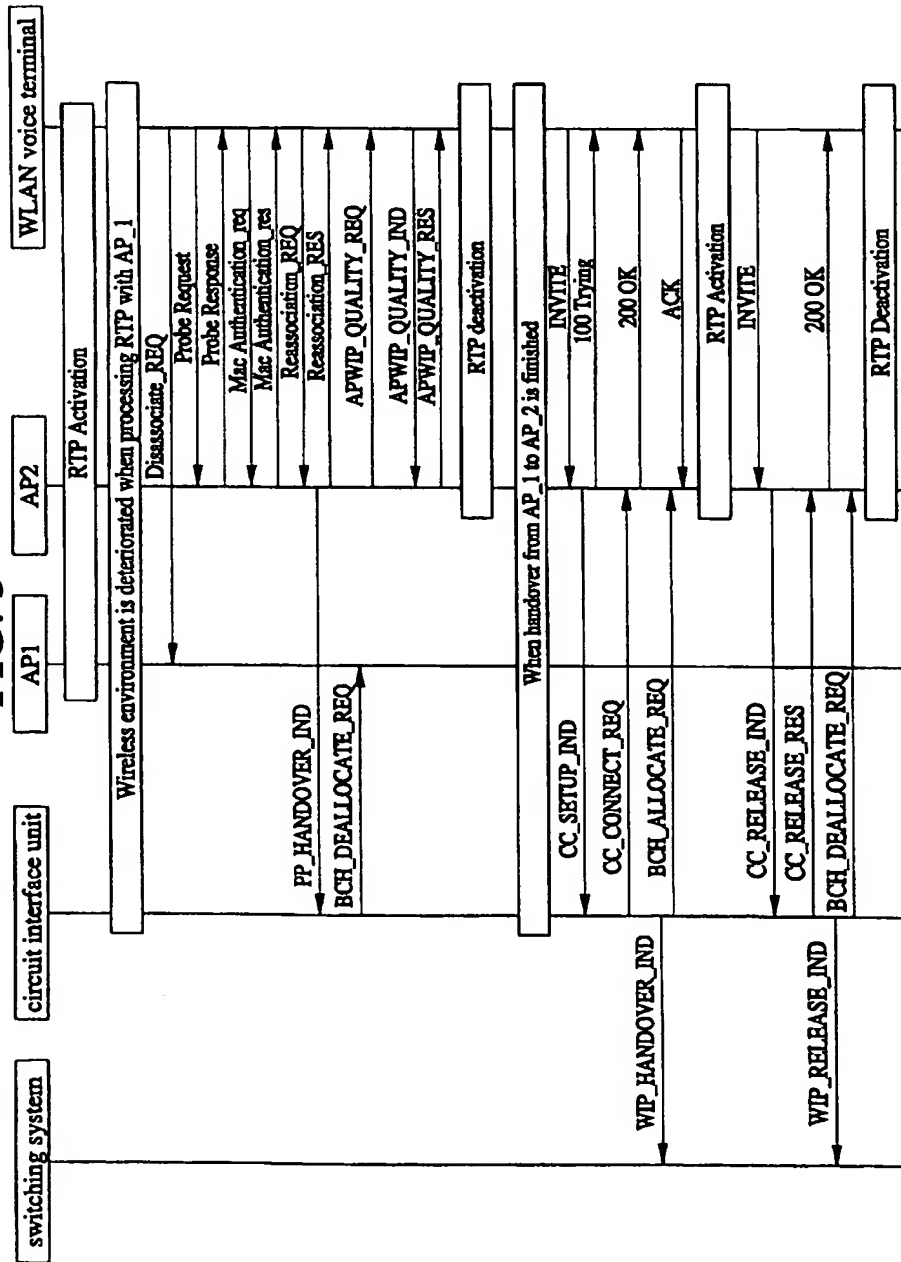 switching system
circuit interface unit
AP1
AP2
WLAN voice terminal
RTP Activation
Wireless environment is deteriorated when processing RTP with AP_1
Disassociate_REQ
Probe Request
Probe Response
Mac Authentication_req
Mac Authentication_res
Reassociation_REQ
PP_HANDOVER_IND
Reassociation_RES
BCH_DEALLOCATE_REQ
APWIP_QUALITY_REQ
APWIP_QUALITY_IND
APWIP_QUALITY_RES
RTP deactivation
When handover from AP_1 to AP_2 is finished
INVITE
CC_SETUP_IND
100 Trying
CC_CONNECT_REQ
200 OK
BCH_ALLOCATE_REQ
WIP_HANDOVER_IND
ACK
RTP Activation
INVITE
CC_RELEASE_IND
CC_RELEASE_RES
200 OK
WIP_RELEASE_IND
BCH_DEALLOCATE_REQ
RTP Deactivation